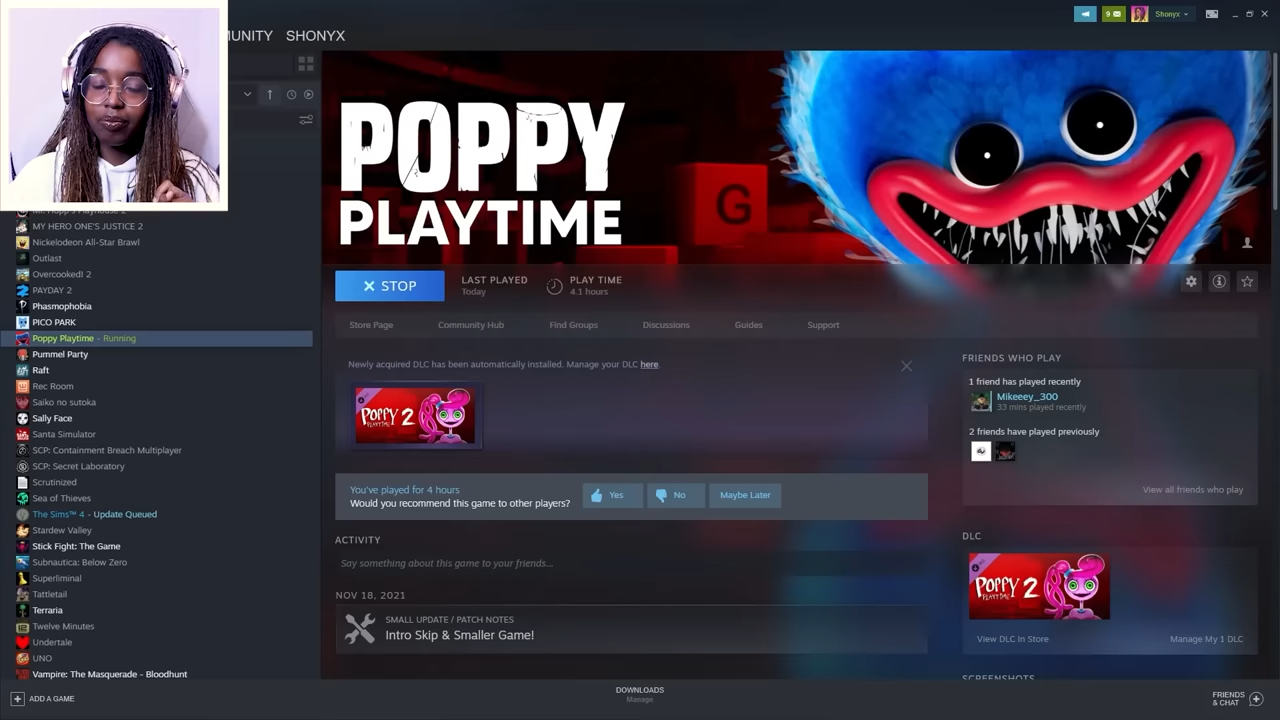 9
Shonyx
MUNITY SHONYX
POPPY
PLAYTIME
G
MY HERO ONE'S JUSTICE 2
Nickelodeon All-Star Brawl
Outlast
Overcooked! 2
PAYDAY 2
Phasmophobia
PICO PARK
Poppy Playtime - Running
Pummel Party
Raft
Rec Room
Saiko no sutoka
Sally Face
Santa Simulator
SCP: Containment Breach Multiplayer
SCP: Secret Laboratory
Scrutinized
Sea of Thieves
The Sims™ 4 - Update Queued
Stardew Valley
Stick Fight: The Game
Subnautica: Below Zero
Superliminal
Tattletail
Terraria
Twelve Minutes
Undertale
UNO
Vampire: The Masquerade - Bloodhunt
STOP
LAST PLAYED
Today
PLAY TIME
4.1 hours
Store Page Community Hub Find Groups Discussions Guides Support
Newly acquired DLC has been automatically installed. Manage your DLC here.
POPPY 2
PLAYTIME
You've played for 4 hours
Would you recommend this game to other players?
Yes
No
Maybe Later
ACTIVITY
Say something about this game to your friends...
NOV 18, 2021
SMALL UPDATE / PATCH NOTES
Intro Skip & Smaller Game!
FRIENDS WHO PLAY
1 friend has played recently
Mikeeey_300
33 mins played recently
2 friends have played previously
View all friends who play
DLC
POPPY 2
PLAYTIME
View DLC In Store
Manage My 1 DLC
SCREENSHOTS
ADD A GAME
DOWNLOADS
Manage
FRIENDS
& CHAT